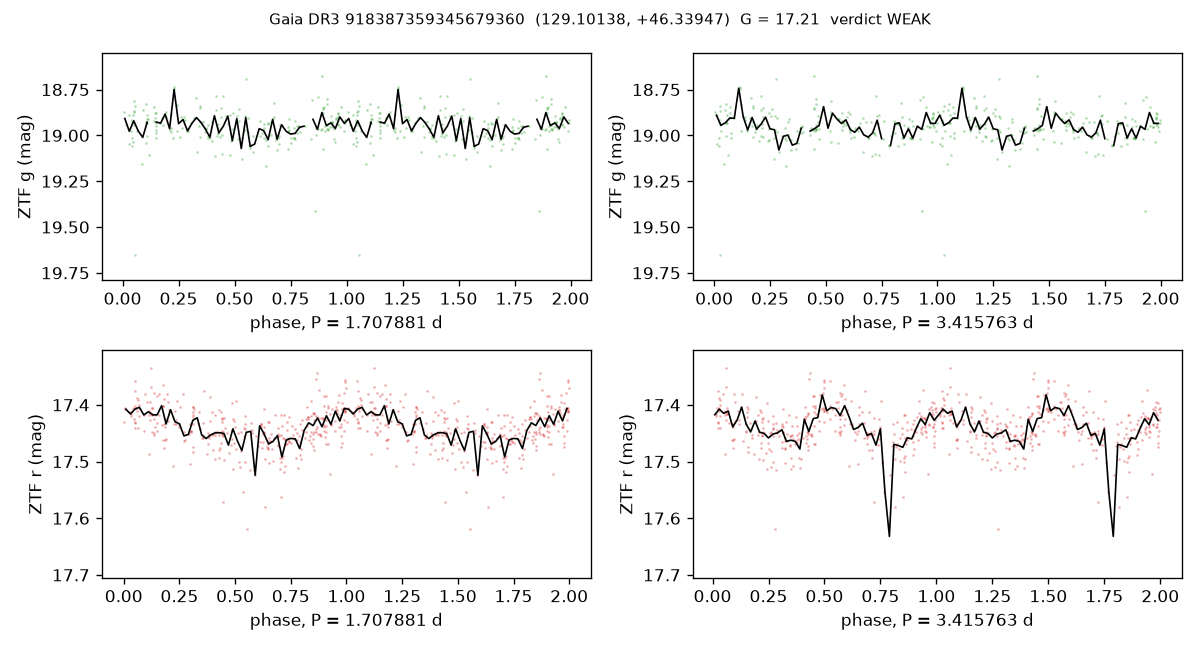 Gaia DR3 918387359345679360  (129.10138, +46.33947)  G = 17.21  verdict WEAK
ZTF g (mag)
18.75
19.00
19.25
19.50
19.75
0.00 0.25 0.50 0.75 1.00 1.25 1.50 1.75 2.00
phase, P = 1.707881 d
ZTF g (mag)
18.75
19.00
19.25
19.50
19.75
0.00 0.25 0.50 0.75 1.00 1.25 1.50 1.75 2.00
phase, P = 3.415763 d
ZTF r (mag)
17.4
17.5
17.6
17.7
0.00 0.25 0.50 0.75 1.00 1.25 1.50 1.75 2.00
phase, P = 1.707881 d
ZTF r (mag)
17.4
17.5
17.6
17.7
0.00 0.25 0.50 0.75 1.00 1.25 1.50 1.75 2.00
phase, P = 3.415763 d